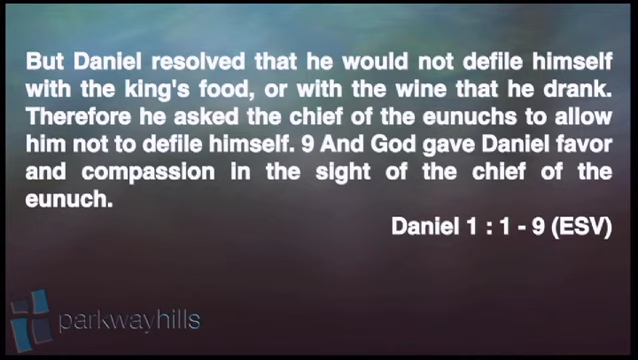 But Daniel resolved that he would not defile himself
with the king's food, or with the wine that he drank.
Therefore he asked the chief of the eunuchs to allow
him not to defile himself. 9 And God gave Daniel favor
and compassion in the sight of the chief of the
eunuch.
Daniel 1 : 1 - 9 (ESV)
parkwayhills